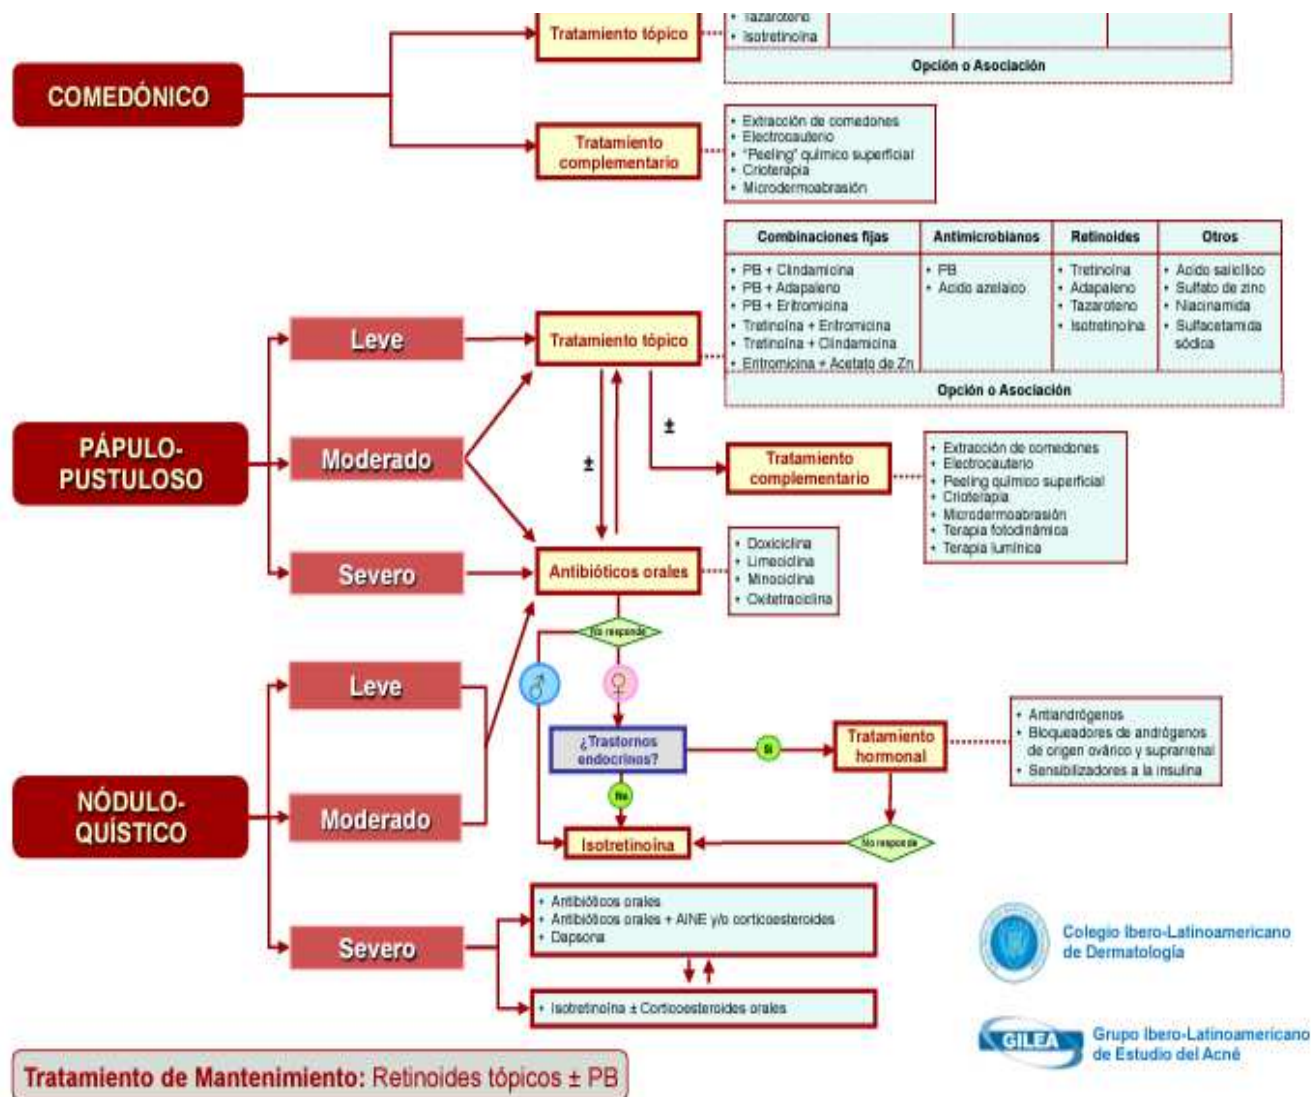 Tratamiento tópico
• Tazaroteno
• Isotretinoína
Opción o Asociación
COMEDÓNICO
Tratamiento
complementario
• Extracción de comedones
• Electrocauterio
• "Peeling" químico superficial
• Crioterapia
• Microdermoabrasión
Combinaciones fijas
Antimicrobianos
Retinoides
Otros
• PB + Clindamicina
• PB + Adapaleno
• PB + Eritromicina
• Tretinoína + Eritromicina
• Tretinoína + Clindamicina
• Eritromicina + Acetato de Zn
• PB
• Acido azelaico
• Tretinoína
• Adapaleno
• Tazaroteno
• Isotretinoína
• Acido salicílico
• Sulfato de zinc
• Niacinamida
• Sulfacetamida
sódica
Opción o Asociación
PÁPULO-
PUSTULOSO
Leve
Moderado
Severo
Tratamiento tópico
±
±
Tratamiento
complementario
• Extracción de comedones
• Electrocauterio
• Peeling químico superficial
• Crioterapia
• Microdermoabrasión
• Terapia fotodinámica
• Terapia lumínica
Antibióticos orales
• Doxiciclina
• Limeciclina
• Minociclina
• Oxitetraciclina
No responde
♂
♀
¿Trastornos
endocrinos?
Si
Tratamiento
hormonal
• Antiandrógenos
• Bloqueadores de andrógenos
de origen ovárico y suprarrenal
• Sensibilizadores a la insulina
No
Isotretinoína
No responde
NÓDULO-
QUÍSTICO
Leve
Moderado
Severo
• Antibióticos orales
• Antibióticos orales + AINE y/o corticoesteroides
• Dapsona
• Isotretinoína ± Corticoesteroides orales
Colegio Ibero-Latinoamericano
de Dermatología
GILEA
Grupo Ibero-Latinoamericano
de Estudio del Acné
Tratamiento de Mantenimiento: Retinoides tópicos ± PB